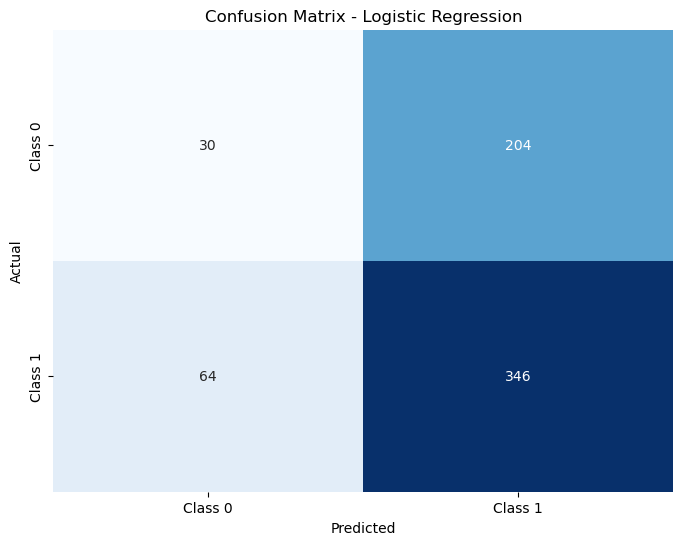 Confusion Matrix - Logistic Regression
Class 0
30
204
Actual
Class 1
64
346
Class 0
Class 1
Predicted